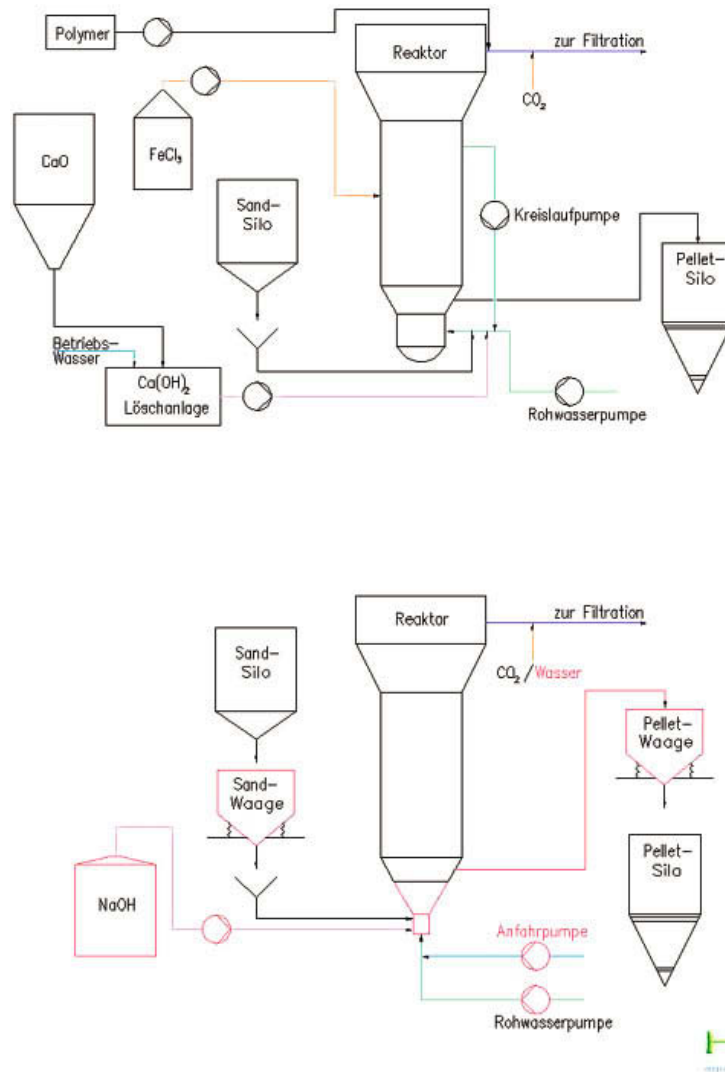 Polymer
Reaktor
zur Filtration
CO₂
FeCl₃
CaO
Sand-
Silo
Kreislaufpumpe
Pellet-
Silo
Betriebs-
Wasser
Ca(OH)₂
Löschanlage
Rohwasserpumpe
Reaktor
zur Filtration
CO₂/Wasser
Sand-
Silo
Pellet-
Waage
Sand-
Waage
Pellet-
Silo
NaOH
Anfahrpumpe
Rohwasserpumpe